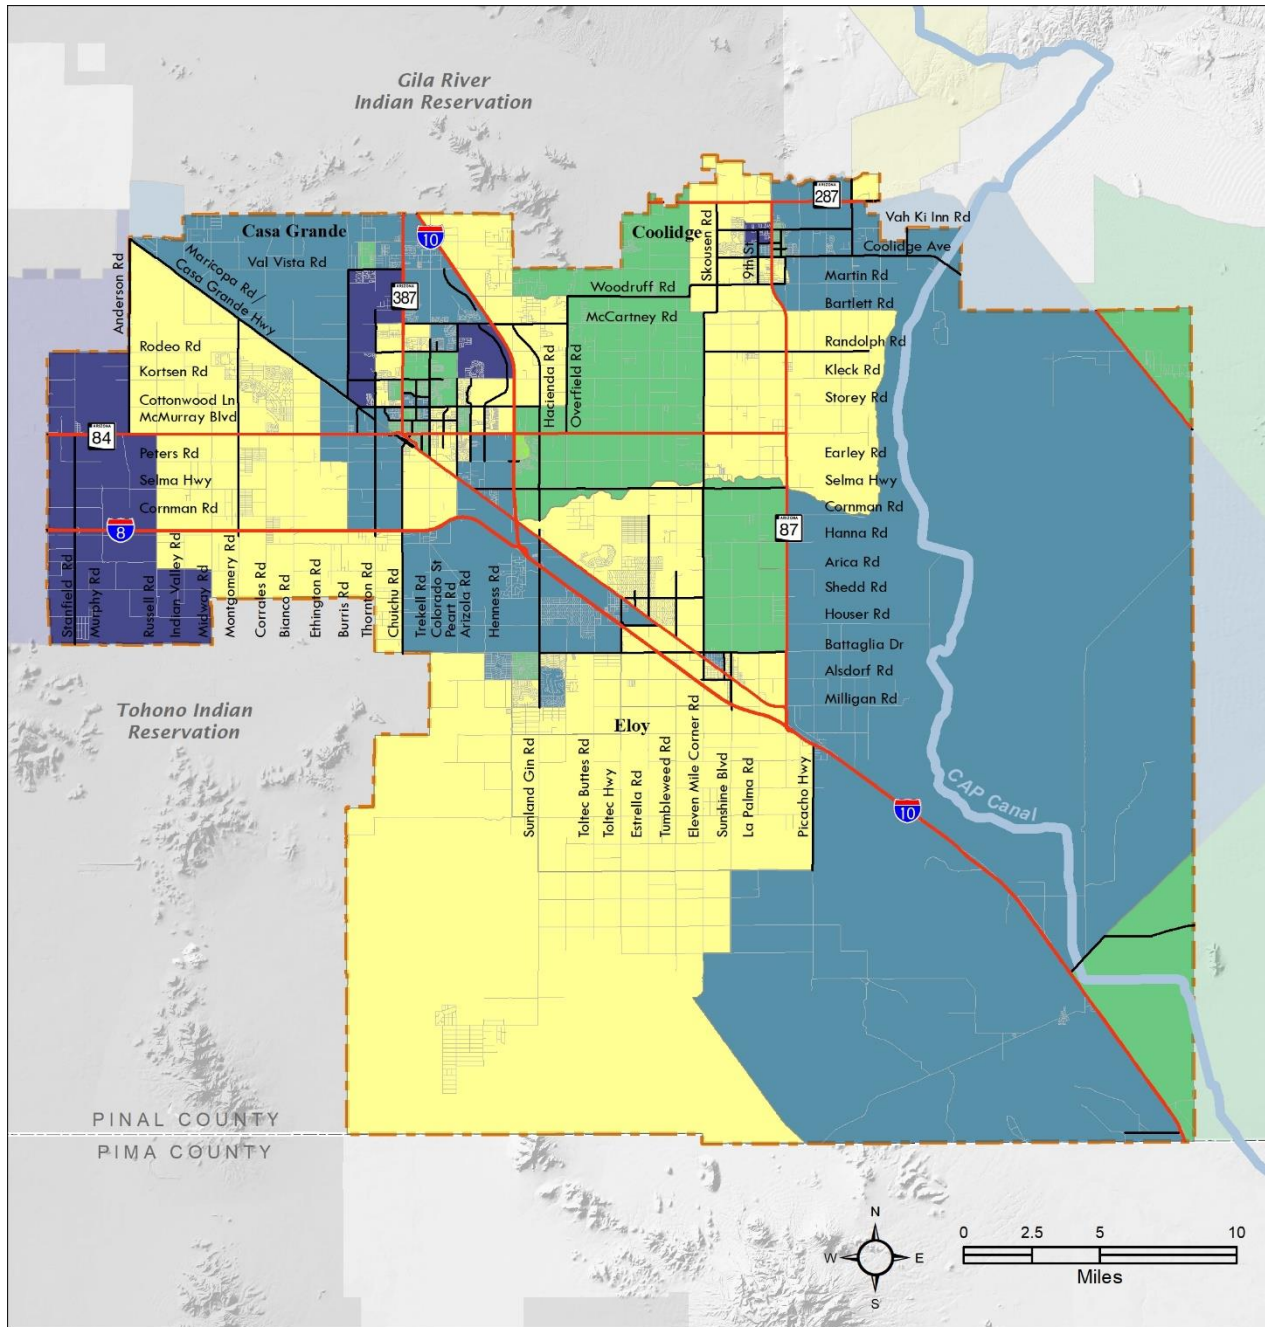 Gila River
Indian Reservation
ARIZONA
287
Vah Ki Inn Rd
Coolidge Ave
Casa Grande
10
Coolidge
Skousen Rd
9th St
Val Vista Rd
Maricopa Rd/
Casa Grande Hwy
Anderson Rd
ARIZONA
387
Woodruff Rd
McCartney Rd
Martin Rd
Bartlett Rd
Randolph Rd
Kleck Rd
Storey Rd
Rodeo Rd
Kortsen Rd
Cottonwood Ln
McMurray Blvd
Hacienda Rd
Overfield Rd
ARIZONA
84
Peters Rd
Selma Hwy
Cornman Rd
8
Earley Rd
Selma Hwy
Cornman Rd
ARIZONA
87
Hanna Rd
Arica Rd
Shedd Rd
Houser Rd
Battaglia Dr
Alsdorf Rd
Milligan Rd
Stanfield Rd
Murphy Rd
Russell Rd
Indian Valley Rd
Midway Rd
Montgomery Rd
Corrales Rd
Bianco Rd
Ethington Rd
Burris Rd
Thornton Rd
Chuichu Rd
Trekell Rd
Colorado St
Peart Rd
Arizola Rd
Henness Rd
Tohono Indian
Reservation
Eloy
Sunland Gin Rd
Toltec Buttes Rd
Toltec Hwy
Estrella Rd
Tumbleweed Rd
Eleven Mile Corner Rd
Sunshine Blvd
La Palma Rd
Picacho Hwy
10
CAP Canal
PINAL COUNTY
PIMA COUNTY
N
W
E
S
0 2.5 5 10
Miles